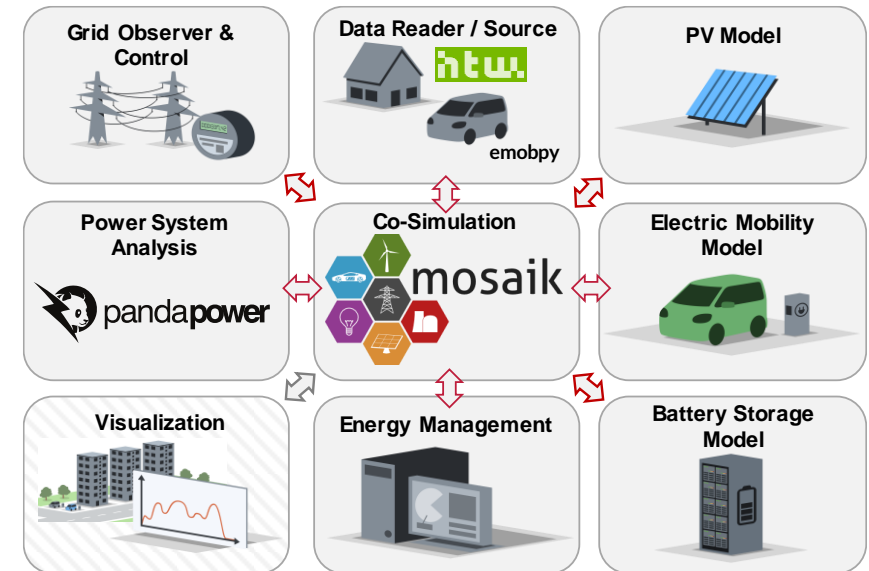 Grid Observer &
Control
Data Reader / Source
htw.
emobpy
PV Model
Power System
Analysis
pandapower
Co-Simulation
mosaik
Electric Mobility
Model
Visualization
Energy Management
Battery Storage
Model